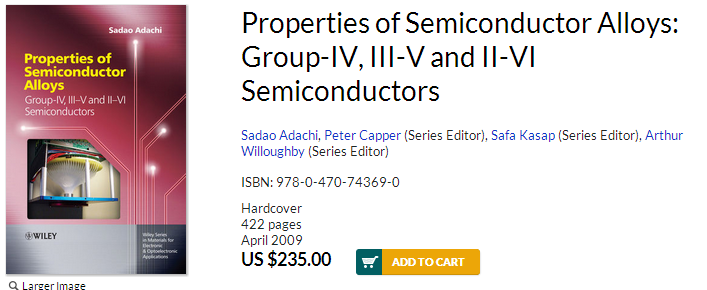 Sadao Adachi
Properties of
Semiconductor
Alloys
Group-IV, III–V and II–VI
Semiconductors
WILEY
Wiley Series
in Materials for
Electronic &
Optoelectronic
Applications
Larger Image
Properties of Semiconductor Alloys:
Group-IV, III-V and II-VI
Semiconductors
Sadao Adachi, Peter Capper (Series Editor), Safa Kasap (Series Editor), Arthur
Willoughby (Series Editor)
ISBN: 978-0-470-74369-0
Hardcover
422 pages
April 2009
US $235.00
ADD TO CART